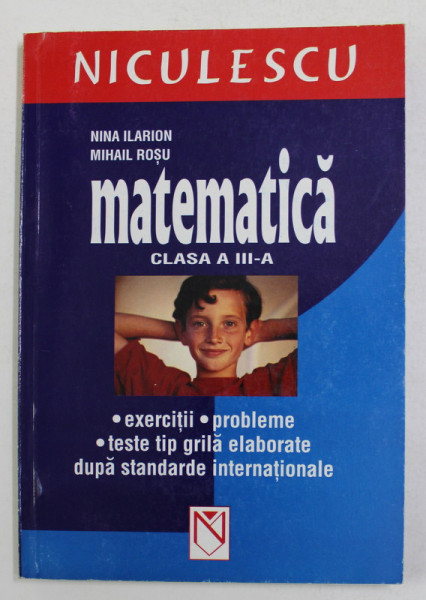 NICULESCU
NINA ILARION
MIHAIL ROȘU
matematică
CLASA A III-A
• exerciții • probleme
• teste tip grilă elaborate
după standarde internaționale